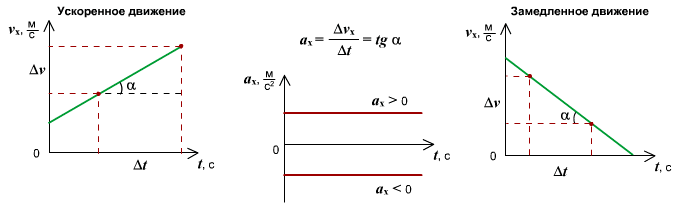 Ускоренное движение
vₓ, м/с
Δv
α
0
Δt
t, с
aₓ = Δvₓ/Δt = tg α
aₓ, м/с²
aₓ > 0
0
t, с
aₓ < 0
Замедленное движение
vₓ, м/с
Δv
α
0
Δt
t, с